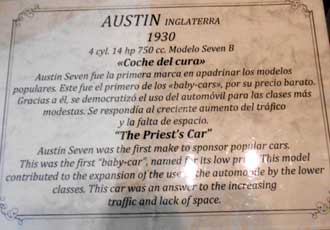 AUSTIN INGLATERRA
1930
4 cyl. 14 hp 750 cc. Modelo Seven B
«Coche del cura»
Austin Seven fue la primera marca en apadrinar los modelos
populares. Este fue el primero de los «baby-cars», por su precio barato.
Gracias a él, se democratizó el uso del automóvil para las clases más
modestas. Se respondía al creciente aumento del tráfico
y la falta de espacio.
"The Priest's Car"
Austin Seven was the first make to sponsor popular cars.
This was the first "baby-car", named for its low This model
contributed to the expansion of the use the automobile by the lower
classes. This car was an answer to the increasing
traffic and lack of space.